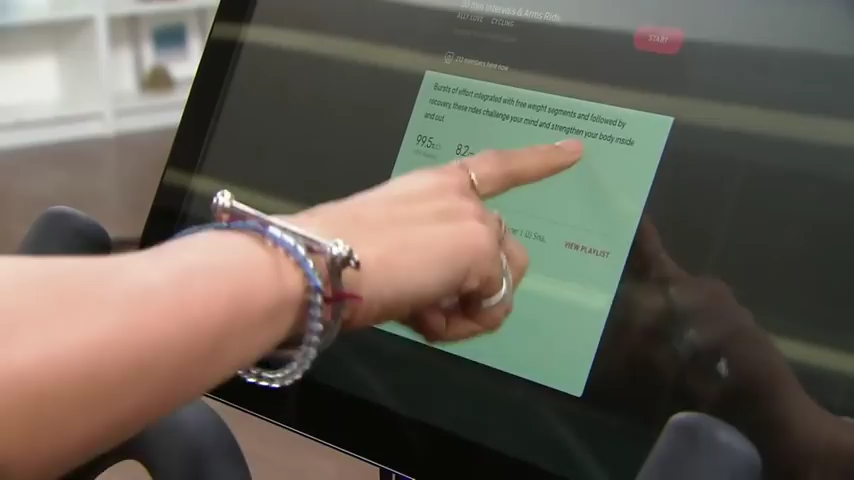 30 Min Intervals & Arms Ride
ALLY LOVE CYCLING
START
members here now
Bursts of effort integrated with free weight segments and followed by
recovery, these rides challenge your mind and strengthen your body inside
and out.
99.5% 8.2
VIEW PLAYLIST